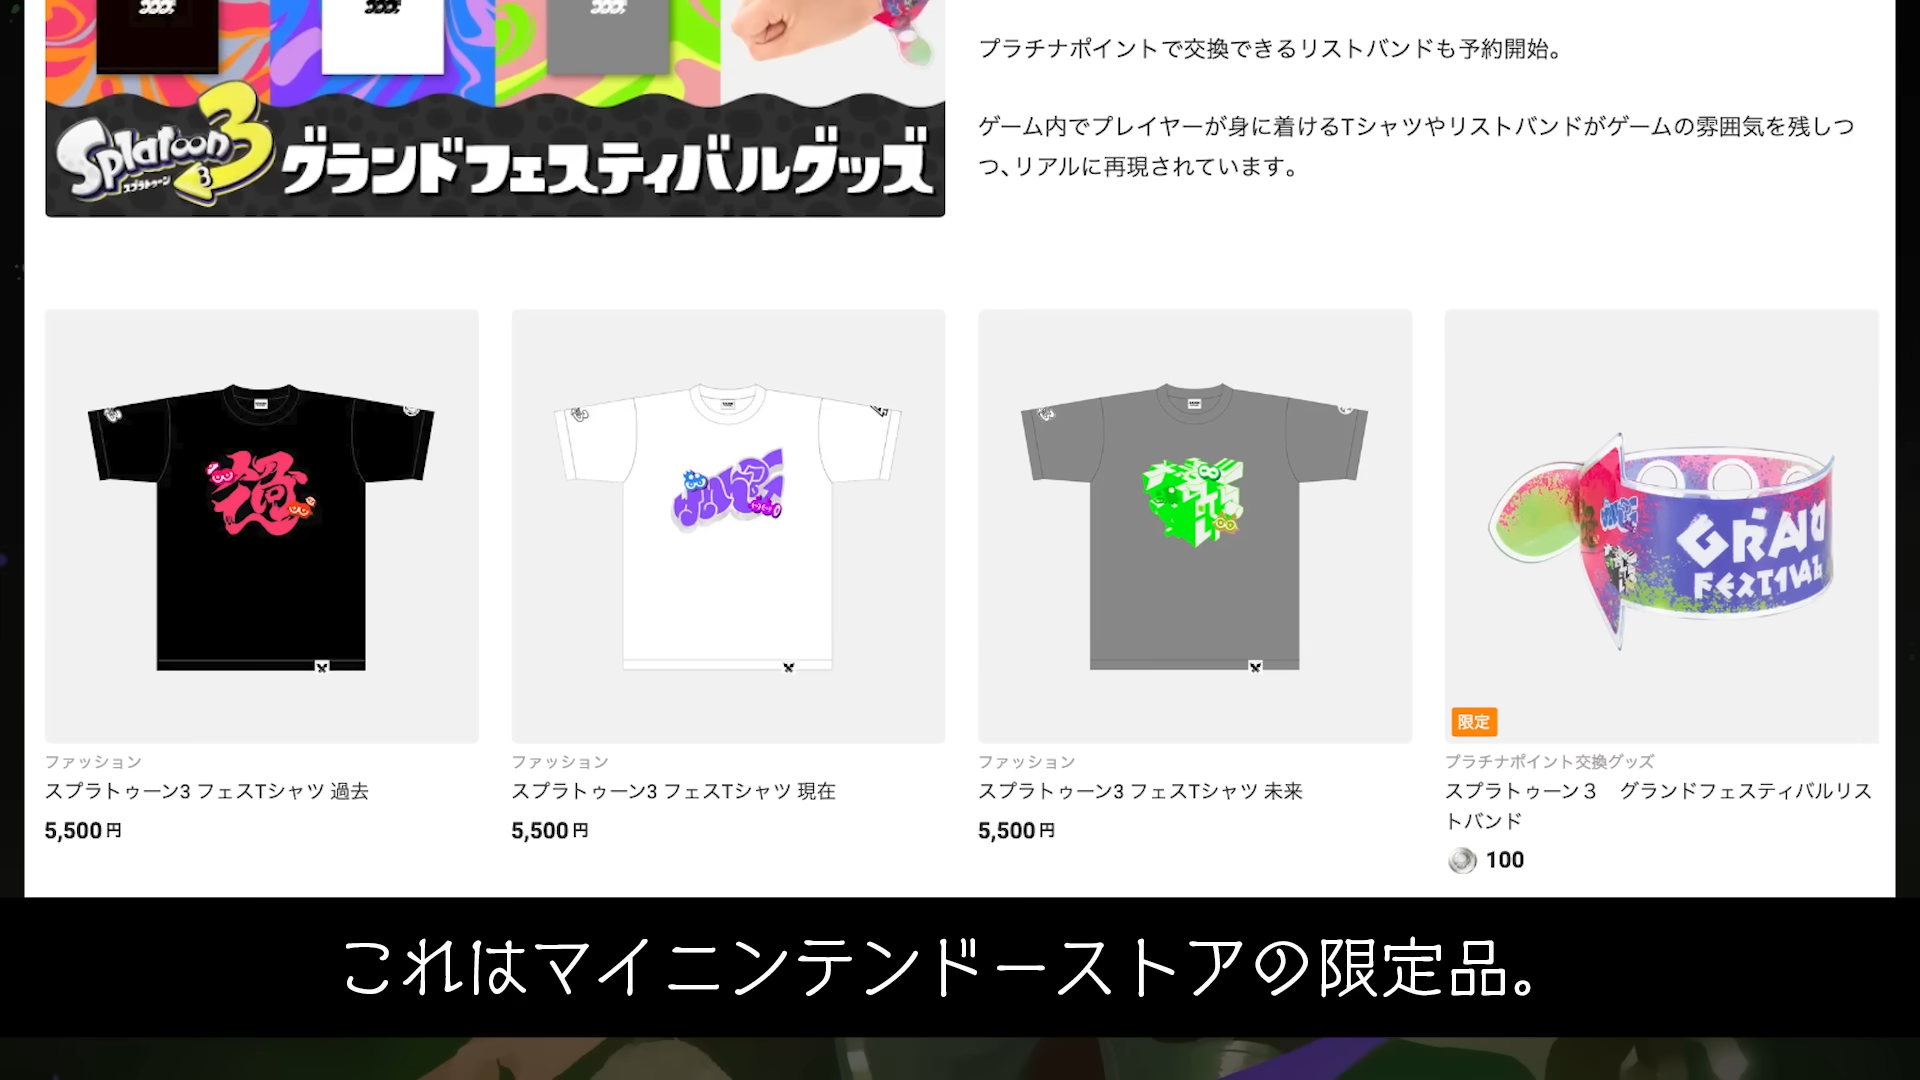 プラチナポイントで交換できるリストバンドも予約開始。
ゲーム内でプレイヤーが身に着けるTシャツやリストバンドがゲームの雰囲気を残しつ
つ、リアルに再現されています。
Splatoon 3
スプラトゥーン
グランドフェスティバルグッズ
GRAND
FESTIVAL
限定
ファッション
スプラトゥーン3 フェスTシャツ 過去
5,500円
ファッション
スプラトゥーン3 フェスTシャツ 現在
5,500円
ファッション
スプラトゥーン3 フェスTシャツ 未来
5,500円
プラチナポイント交換グッズ
スプラトゥーン３　グランドフェスティバルリス
トバンド
100
これはマイニンテンドーストアの限定品。